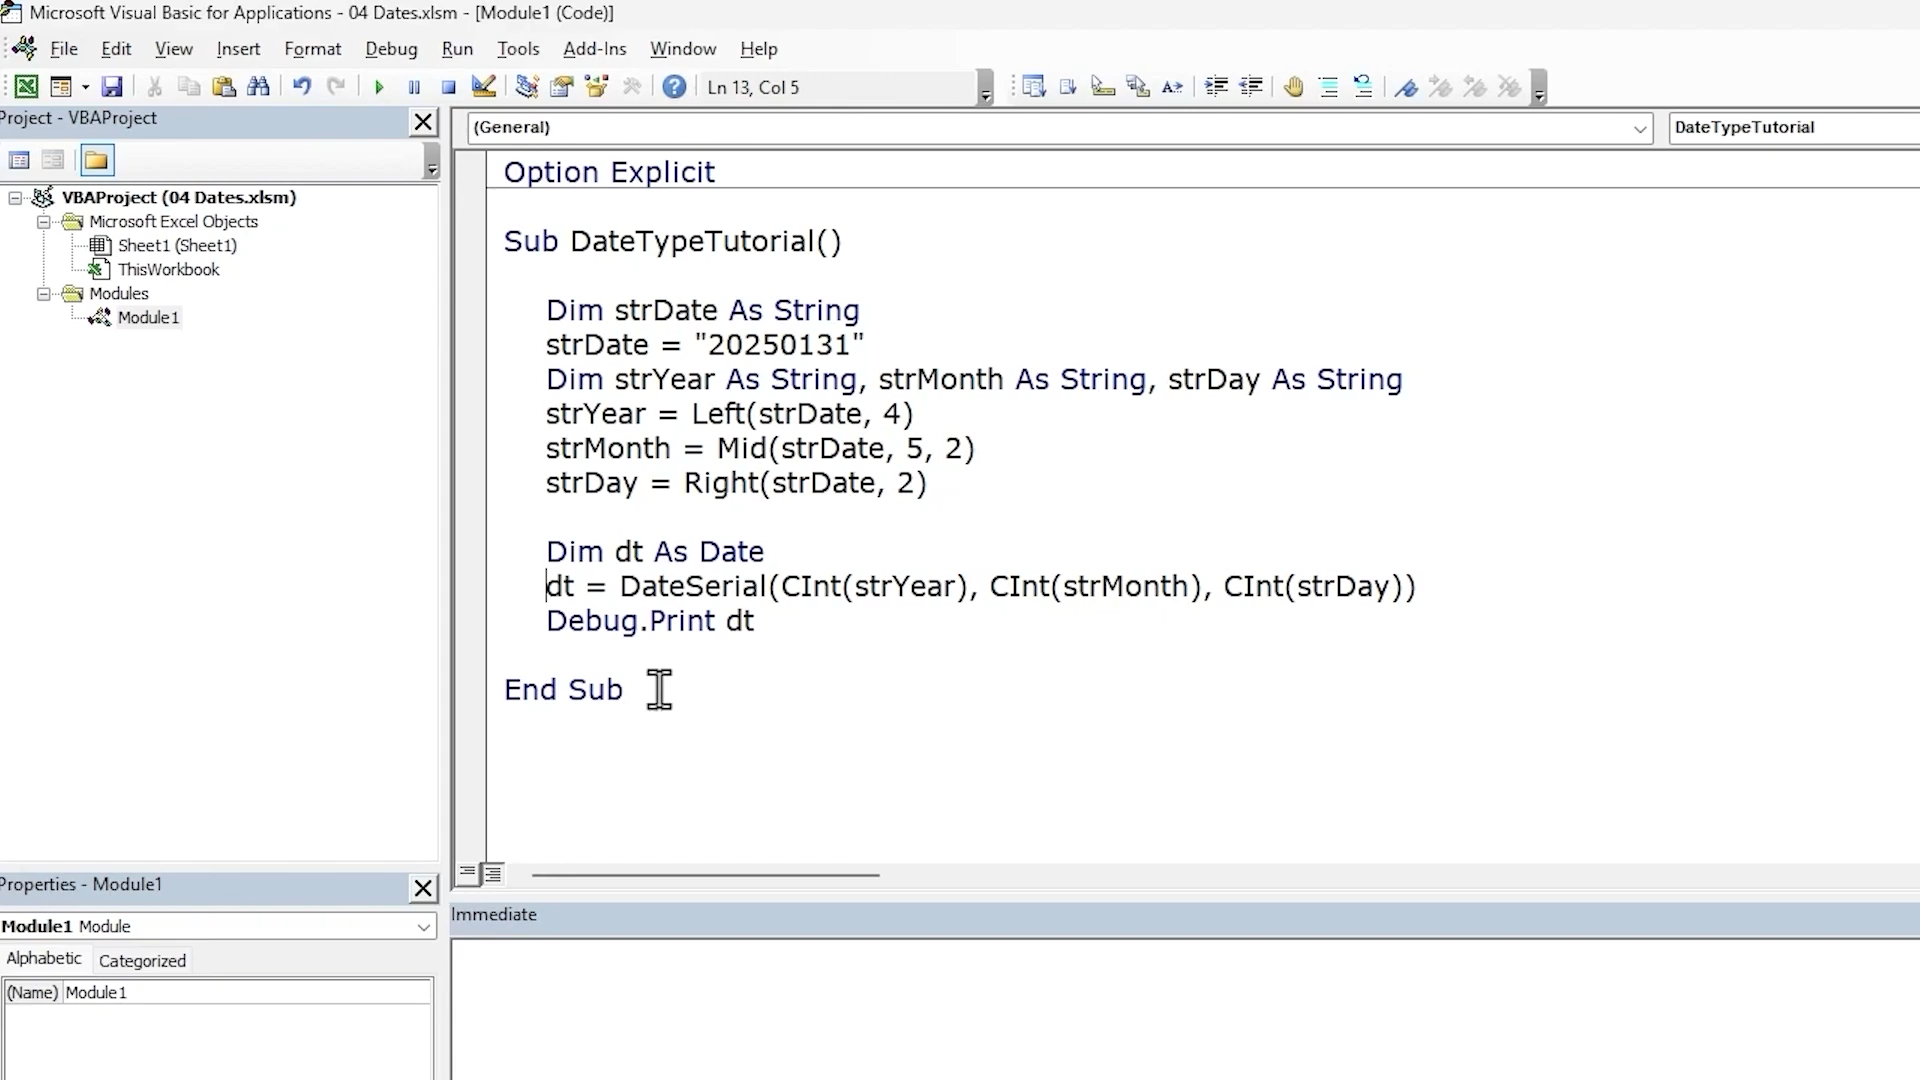 Microsoft Visual Basic for Applications - 04 Dates.xlsm - [Module1 (Code)]
File Edit View Insert Format Debug Run Tools Add-Ins Window Help
Ln 13, Col 5
Project - VBAProject
(General)
DateTypeTutorial
VBAProject (04 Dates.xlsm)
Microsoft Excel Objects
Sheet1 (Sheet1)
ThisWorkbook
Modules
Module1
Option Explicit
Sub DateTypeTutorial()
Dim strDate As String
strDate = "20250131"
Dim strYear As String, strMonth As String, strDay As String
strYear = Left(strDate, 4)
strMonth = Mid(strDate, 5, 2)
strDay = Right(strDate, 2)
Dim dt As Date
dt = DateSerial(CInt(strYear), CInt(strMonth), CInt(strDay))
Debug.Print dt
End Sub
Properties - Module1
Module1 Module
Alphabetic Categorized
(Name) Module1
Immediate